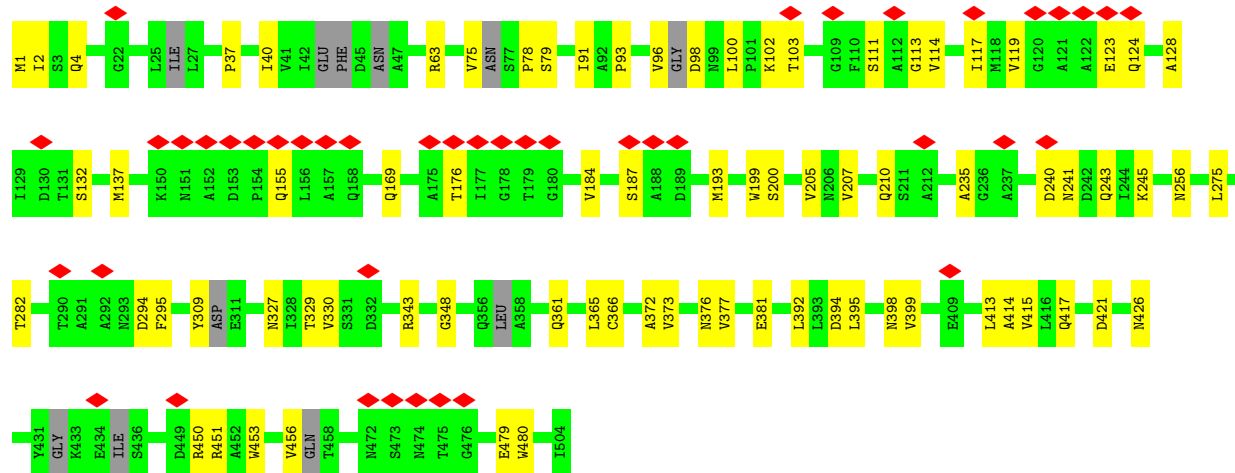 M1 I2 S3 Q4 G22 L25 ILE L27 P37 I40 V41 I42 GLU PHE D45 ASN A47 R63 V75 ASN S77 P78 S79 I91 A92 P93 V96 GLY D98 N99 L100 P101 K102 T103 G109 F110 S111 A112 G113 V114 I117 M118 V119 G120 A121 A122 E123 Q124 A128
I129 D130 T131 S132 M137 K150 N151 A152 D153 P154 Q155 L156 A157 Q158 Q169 A175 T176 I177 G178 T179 G180 V184 S187 A188 D189 M193 W199 S200 V205 N206 V207 Q210 S211 A212 A235 G236 A237 D240 N241 D242 Q243 I244 K245 N256 L275
T282 T290 A291 A292 N293 D294 F295 Y309 ASP E311 N327 I328 T329 V330 S331 D332 R343 G348 Q356 LEU A358 Q361 L365 C366 A372 V373 N376 V377 E381 L392 L393 D394 L395 N398 V399 E409 L413 A414 V415 L416 Q417 D421 N426
Y431 GLY K433 E434 ILE S436 D449 R450 R451 A452 W453 V456 GLN T458 N472 S473 N474 T475 G476 E479 W480 I504